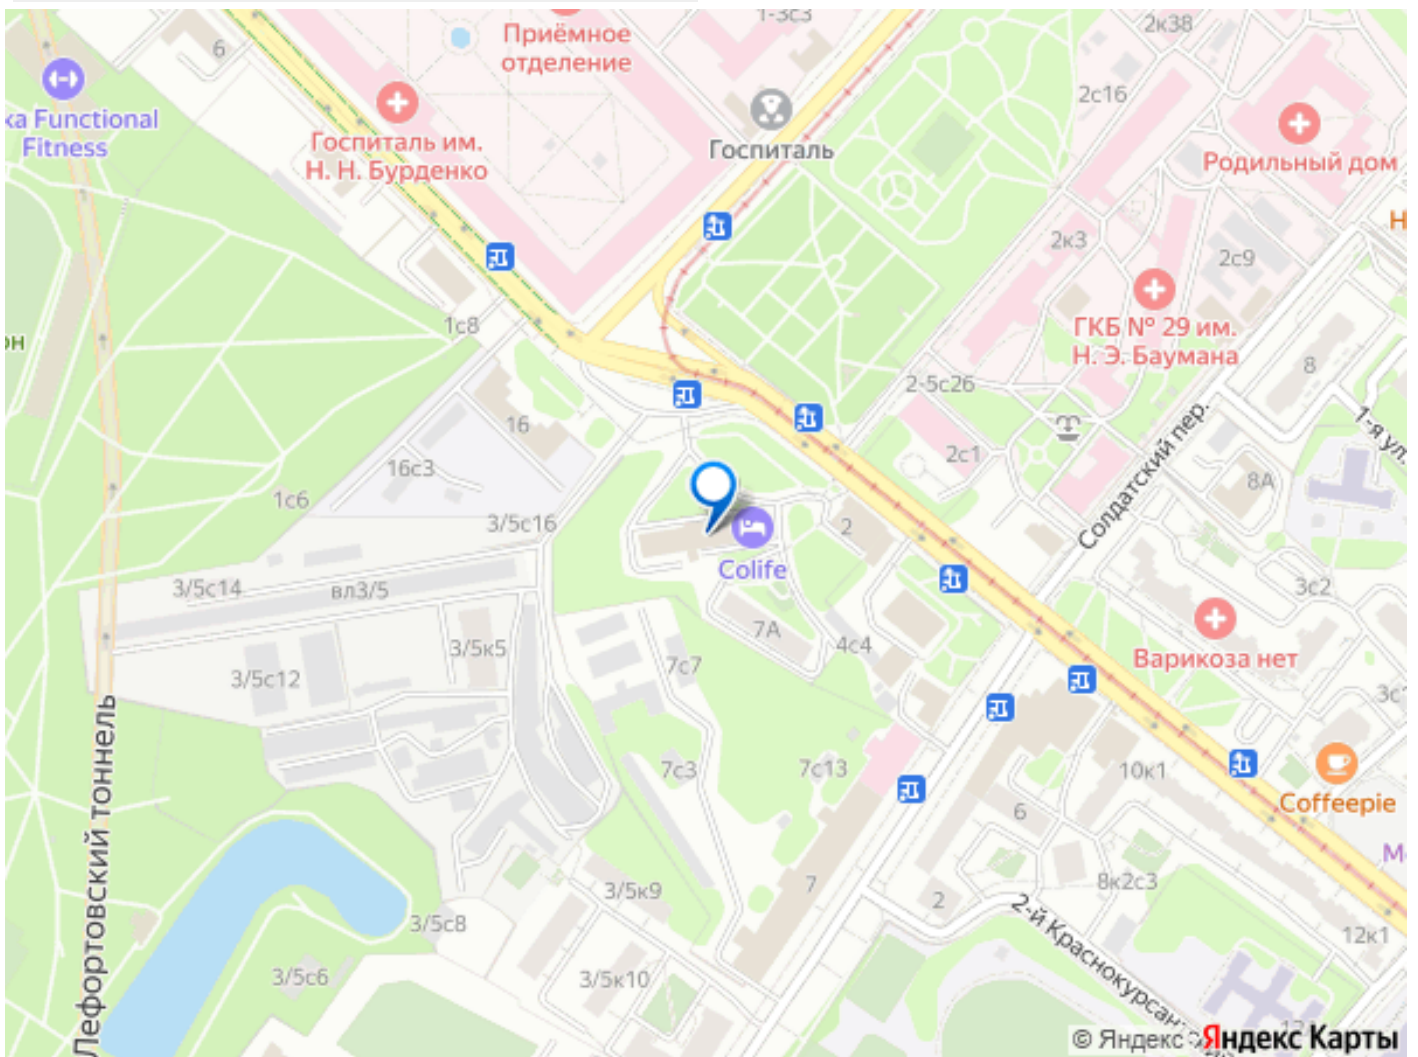 1-3с3
2к38
Приёмное
отделение
6
2с16
ка Functional
Fitness
Госпиталь им.
Н. Н. Бурденко
Госпиталь
Родильный дом
Н
2к3
2с9
1с8
ГКБ № 29 им.
Н. Э. Баумана
он
8
2-5с2б
1-я ул.
16
2с1
16с3
8А
1с6
Солдатский пер.
3/5с16
2
Colife
3/5с14
вл3/5
3с2
7А
4с4
3/5к5
7с7
Варикоза нет
3/5с12
3с1
Лефортовский тоннель
7с3
7с13
10к1
Coffeepie
6
М
7
8к2с3
3/5к9
2
3/5с8
2-й Краснокурсан
12к1
3/5с6
3/5к10
© Яндекс
Яндекс Карты